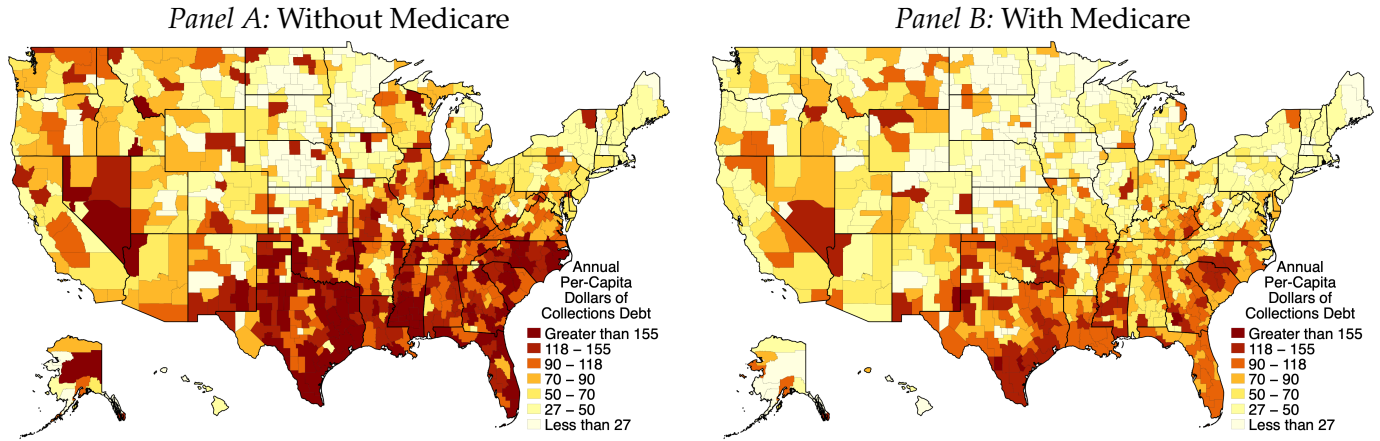 Panel A: Without Medicare
Annual
Per-Capita
Dollars of
Collections Debt
Greater than 155
118 – 155
90 – 118
70 – 90
50 – 70
27 – 50
Less than 27
Panel B: With Medicare
Annual
Per-Capita
Dollars of
Collections Debt
Greater than 155
118 – 155
90 – 118
70 – 90
50 – 70
27 – 50
Less than 27